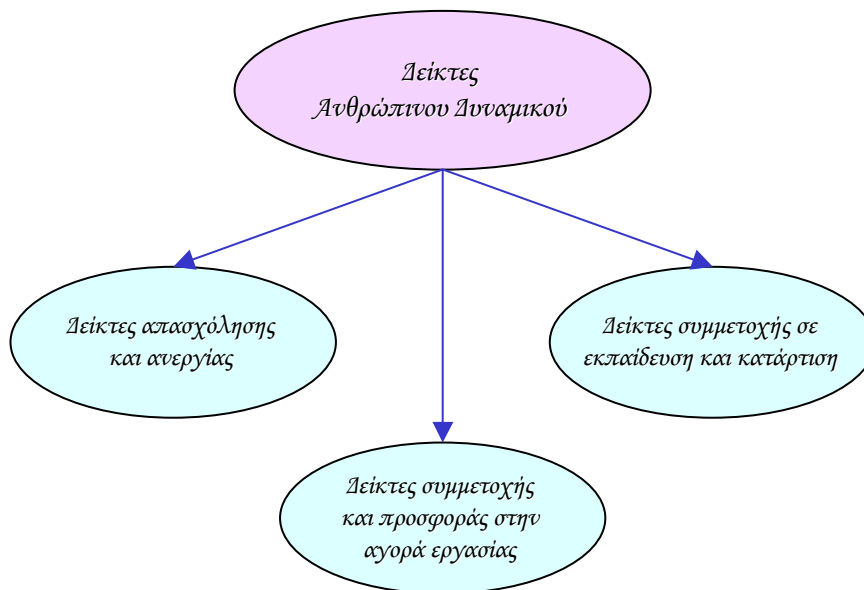 Δείκτες
Ανθρώπινου Δυναμικού
Δείκτες απασχόλησης
και ανεργίας
Δείκτες συμμετοχής σε
εκπαίδευση και κατάρτιση
Δείκτες συμμετοχής
και προσφοράς στην
αγορά εργασίας